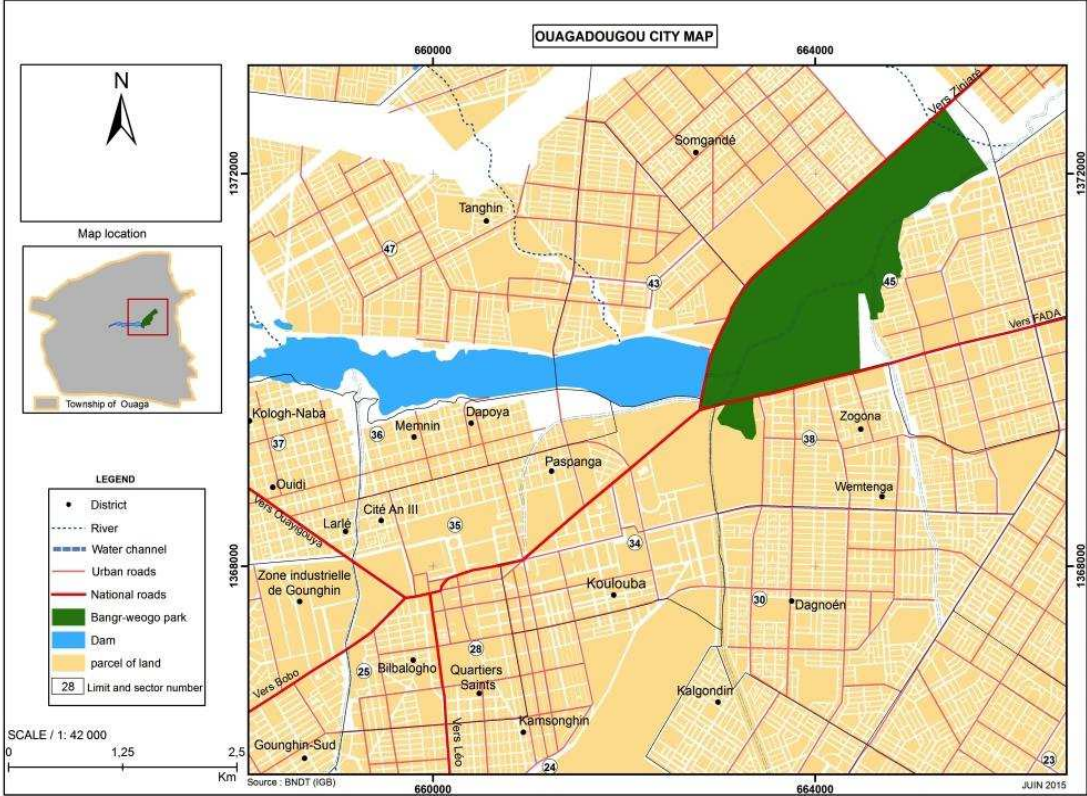 OUAGADOUGOU CITY MAP
660000
664000
N
Vers Ziniaré
Somgandé
1372000
1372000
Tanghin
Map location
47
45
43
Vers FADA
Township of Ouaga
Kologh-Naba
Dapoya
Zogona
36
Memnin
37
38
Paspanga
LEGEND
Ouidi
Wemtenga
District
Vers Ouayigouya
Cité An III
River
Larlé
35
Water channel
34
Urban roads
1368000
Zone industrielle
de Gounghin
National roads
Koulouba
30
Dagnoén
Bangr-weogo park
Dam
28
parcel of land
25
Bilbalogho
Quartiers
Saints
28 Limit and sector number
Vers Bobo
Kalgondin
Vers Léo
Kamsonghin
SCALE / 1: 42 000
0 1,25 2,5
Km
Gounghin-Sud
24
23
Source : BNDT (IGB)
JUIN 2015
660000
664000
1368000